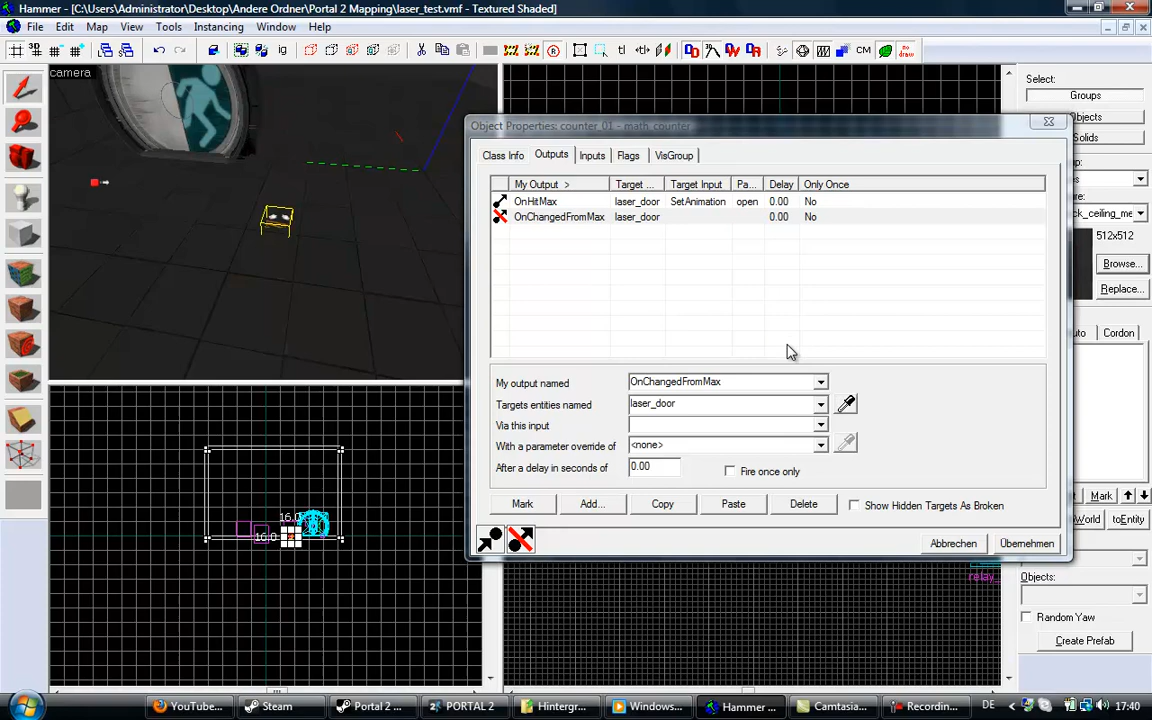 Hammer - [C:\Users\Administrator\Desktop\Andere Ordner\Portal 2 Mapping\laser_test.vmf - Textured Shaded]
File Edit Map View Tools Instancing Window Help
camera
Select:
Groups
Objects
Solids
Object Properties: counter_01 - math_counter
Class Info Outputs Inputs Flags VisGroup
My Output > Target ... Target Input Pa... Delay Only Once
OnHitMax laser_door SetAnimation open 0.00 No
OnChangedFromMax laser_door 0.00 No
My output named OnChangedFromMax
Targets entities named laser_door
Via this input
With a parameter override of <none>
After a delay in seconds of 0.00 Fire once only
Mark Add... Copy Paste Delete Show Hidden Targets As Broken
Abbrechen Übernehmen
512x512
Browse...
Replace...
Cordon
Mark
toEntity
Objects:
Random Yaw
Create Prefab
16.0
16.0
relay_
YouTube... Steam Portal 2 ... PORTAL 2 Hintergr... Windows... Hammer ... Camtasia... Recordin... DE 17:40